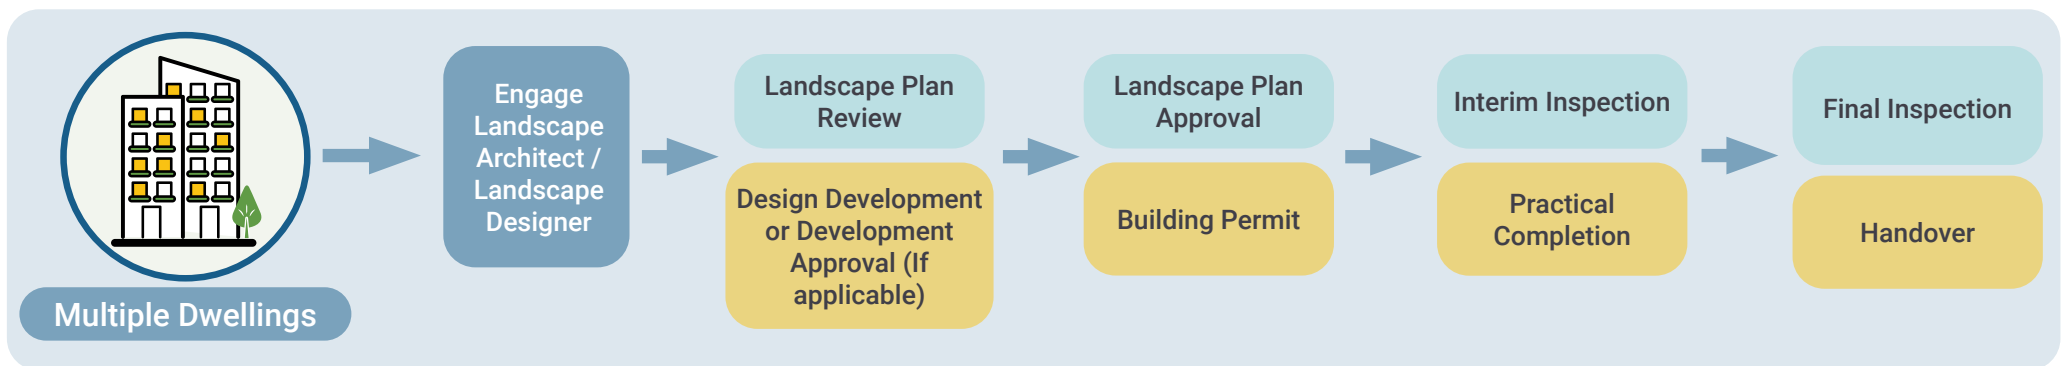 Multiple Dwellings
Engage
Landscape
Architect /
Landscape
Designer
Landscape Plan
Review
Design Development
or Development
Approval (If
applicable)
Landscape Plan
Approval
Building Permit
Interim Inspection
Practical
Completion
Final Inspection
Handover